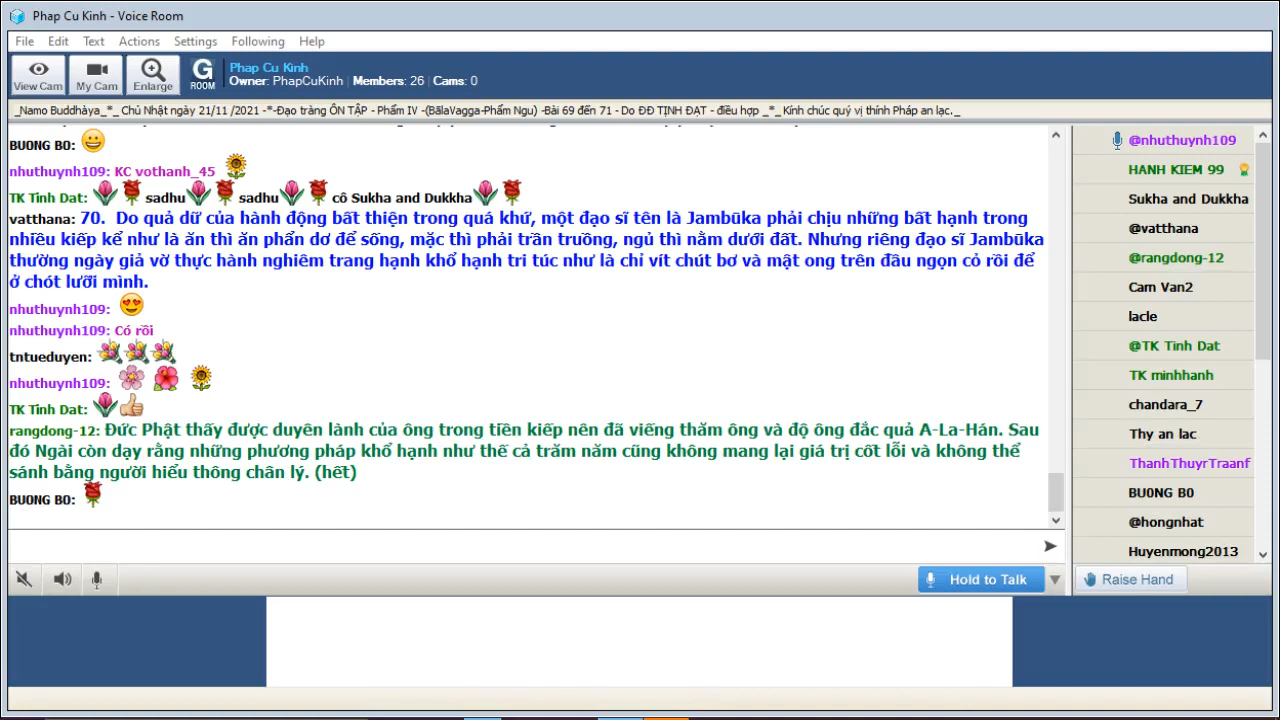 Phap Cu Kinh - Voice Room
File Edit Text Actions Settings Following Help
View Cam My Cam Enlarge G ROOM
Phap Cu Kinh
Owner: PhapCuKinh | Members: 26 | Cams: 0
_Namo Buddhàya_*_ Chủ Nhật ngày 21/11 /2021 -*-Đạo tràng ÔN TẬP - Phẩm IV -(BālaVagga-Phẩm Ngu) -Bài 69 đến 71 - Do ĐĐ TỊNH ĐẠT - điều hợp _*_ Kính chúc quý vị thính Pháp an lạc._
BU0NG B0:
nhuthuynh109: KC vothanh_45
TK Tinh Dat: sadhu sadhu cô Sukha and Dukkha
vatthana: 70. Do quả dữ của hành động bất thiện trong quá khứ, một đạo sĩ tên là Jambūka phải chịu những bất hạnh trong
nhiều kiếp kể như là ăn thì ăn phẩn dơ để sống, mặc thì phải trần truồng, ngủ thì nằm dưới đất. Nhưng riêng đạo sĩ Jambūka
thường ngày giả vờ thực hành nghiêm trang hạnh khổ hạnh tri túc như là chỉ vít chút bơ và mật ong trên đầu ngọn cỏ rồi để
ở chót lưỡi mình.
nhuthuynh109:
nhuthuynh109: Có rồi
tntueduyen:
nhuthuynh109:
TK Tinh Dat:
rangdong-12: Đức Phật thấy được duyên lành của ông trong tiền kiếp nên đã viếng thăm ông và độ ông đắc quả A-La-Hán. Sau
đó Ngài còn dạy rằng những phương pháp khổ hạnh như thế cả trăm năm cũng không mang lại giá trị cốt lỗi và không thể
sánh bằng người hiểu thông chân lý. (hết)
BU0NG B0:
@nhuthuynh109
HANH KIEM 99
Sukha and Dukkha
@vatthana
@rangdong-12
Cam Van2
lacle
@TK Tinh Dat
TK minhhanh
chandara_7
Thy an lac
ThanhThuyrTraanf
BU0NG B0
@hongnhat
Huyenmong2013
Hold to Talk
Raise Hand